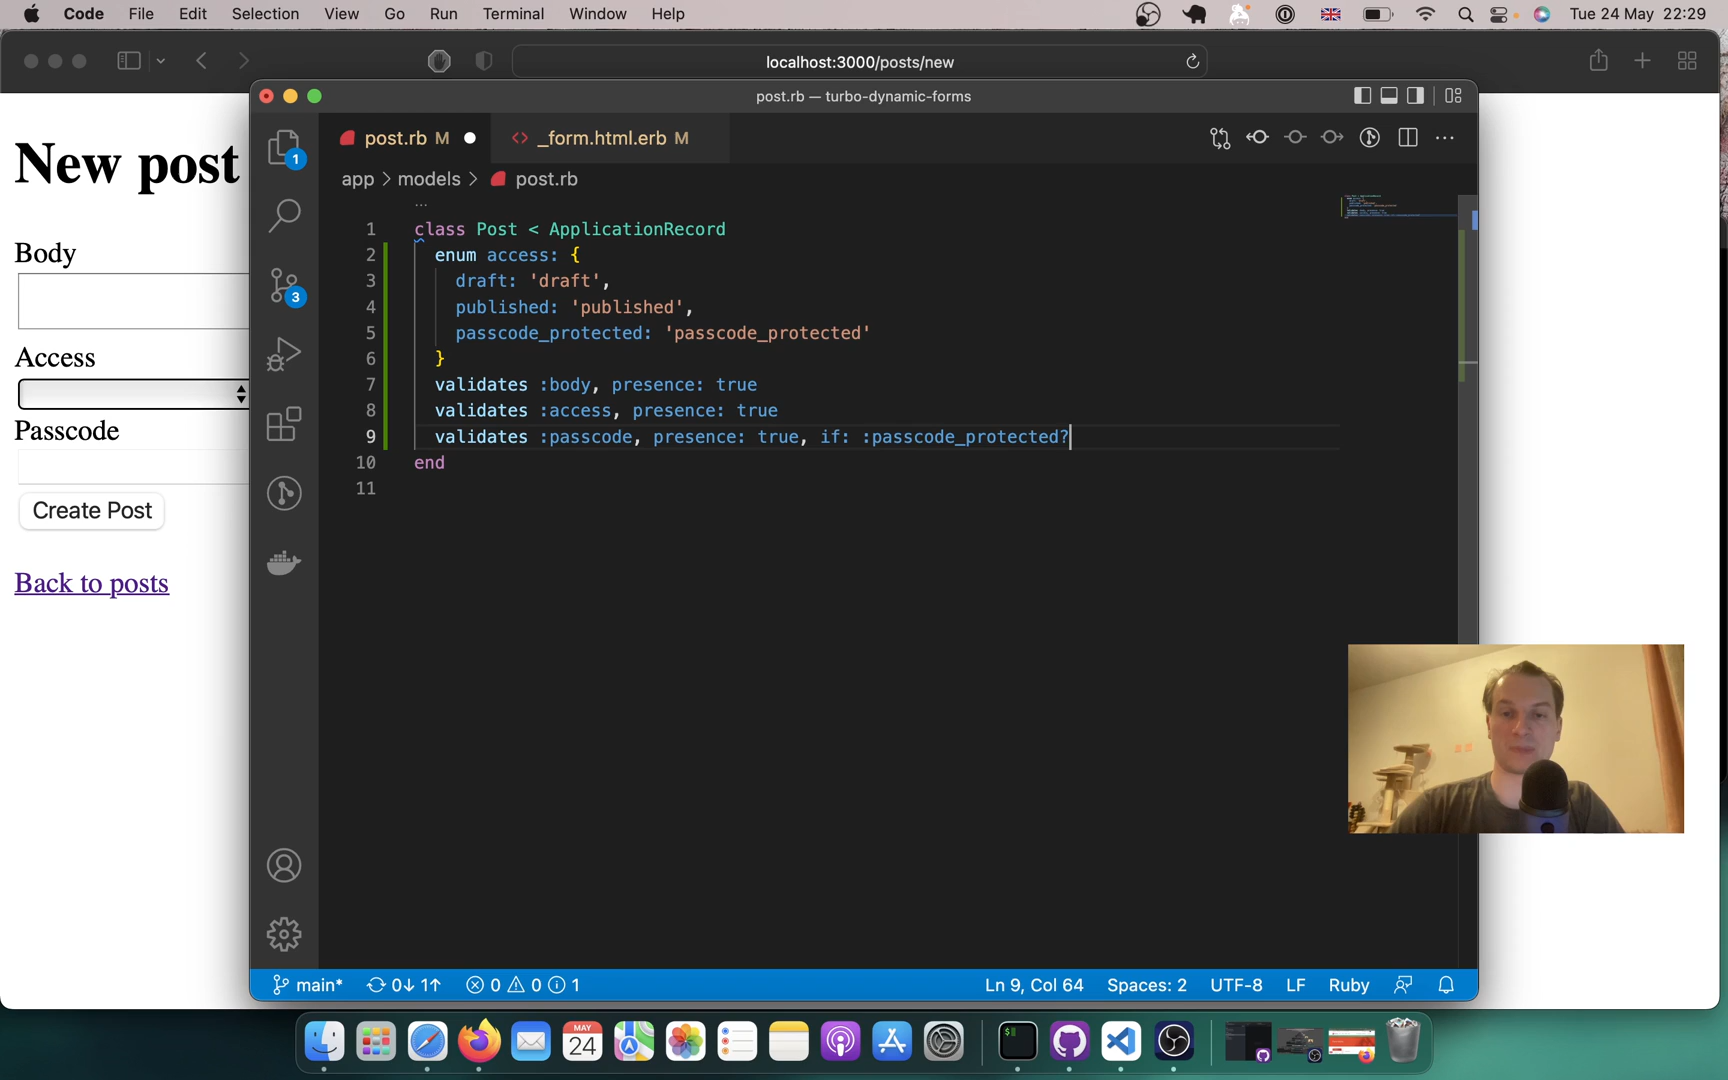 Code File Edit Selection View Go Run Terminal Window Help Tue 24 May 22:29
localhost:3000/posts/new
post.rb — turbo-dynamic-forms
post.rb M _form.html.erb M
app > models > post.rb
...
1 class Post < ApplicationRecord
2 enum access: {
3 draft: 'draft',
4 published: 'published',
5 passcode_protected: 'passcode_protected'
6 }
7 validates :body, presence: true
8 validates :access, presence: true
9 validates :passcode, presence: true, if: :passcode_protected?
10 end
11
1
3
New post
Body
Access
Passcode
Create Post
Back to posts
main* 0↓ 1↑ 0 0 1 Ln 9, Col 64 Spaces: 2 UTF-8 LF Ruby
MAY
24
$